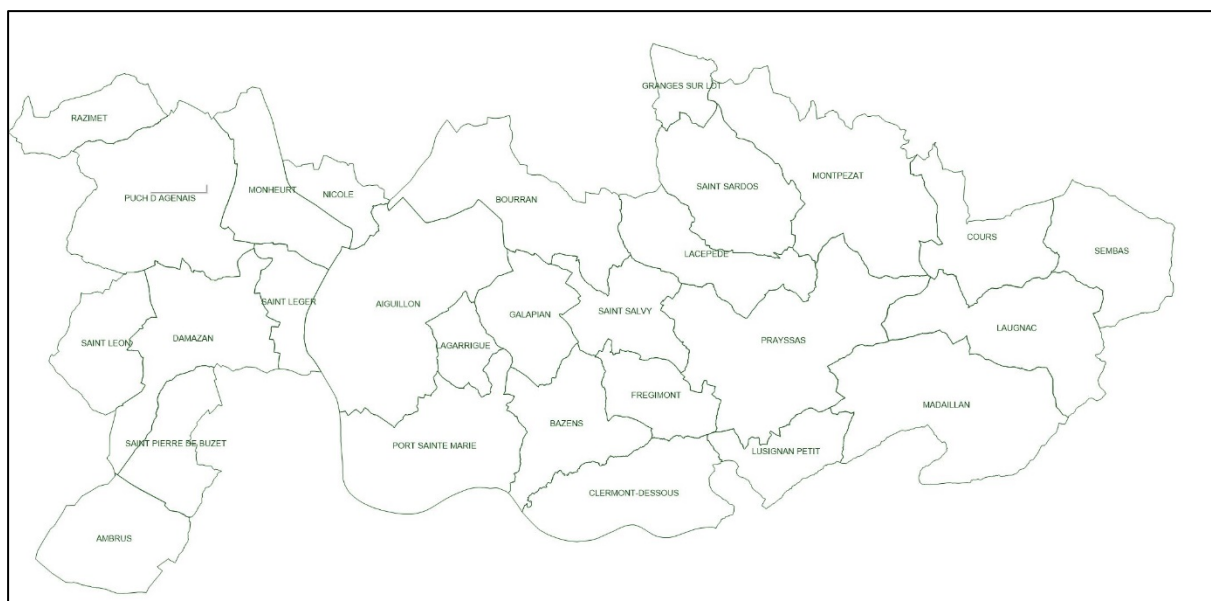 GRANGES SUR LOT
RAZIMET
MONTPEZAT
SAINT SARDOS
MONHEURT
NICOLE
PUCH D AGENAIS
BOURRAN
COURS
SEMBAS
LACEPEDE
SAINT LEGER
AIGUILLON
SAINT SALVY
GALAPIAN
LAUGNAC
DAMAZAN
PRAYSSAS
SAINT LEON
LAGARRIGUE
FREGIMONT
MADAILLAN
BAZENS
SAINT PIERRE DE BUZET
PORT SAINTE MARIE
LUSIGNAN PETIT
CLERMONT-DESSOUS
AMBRUS